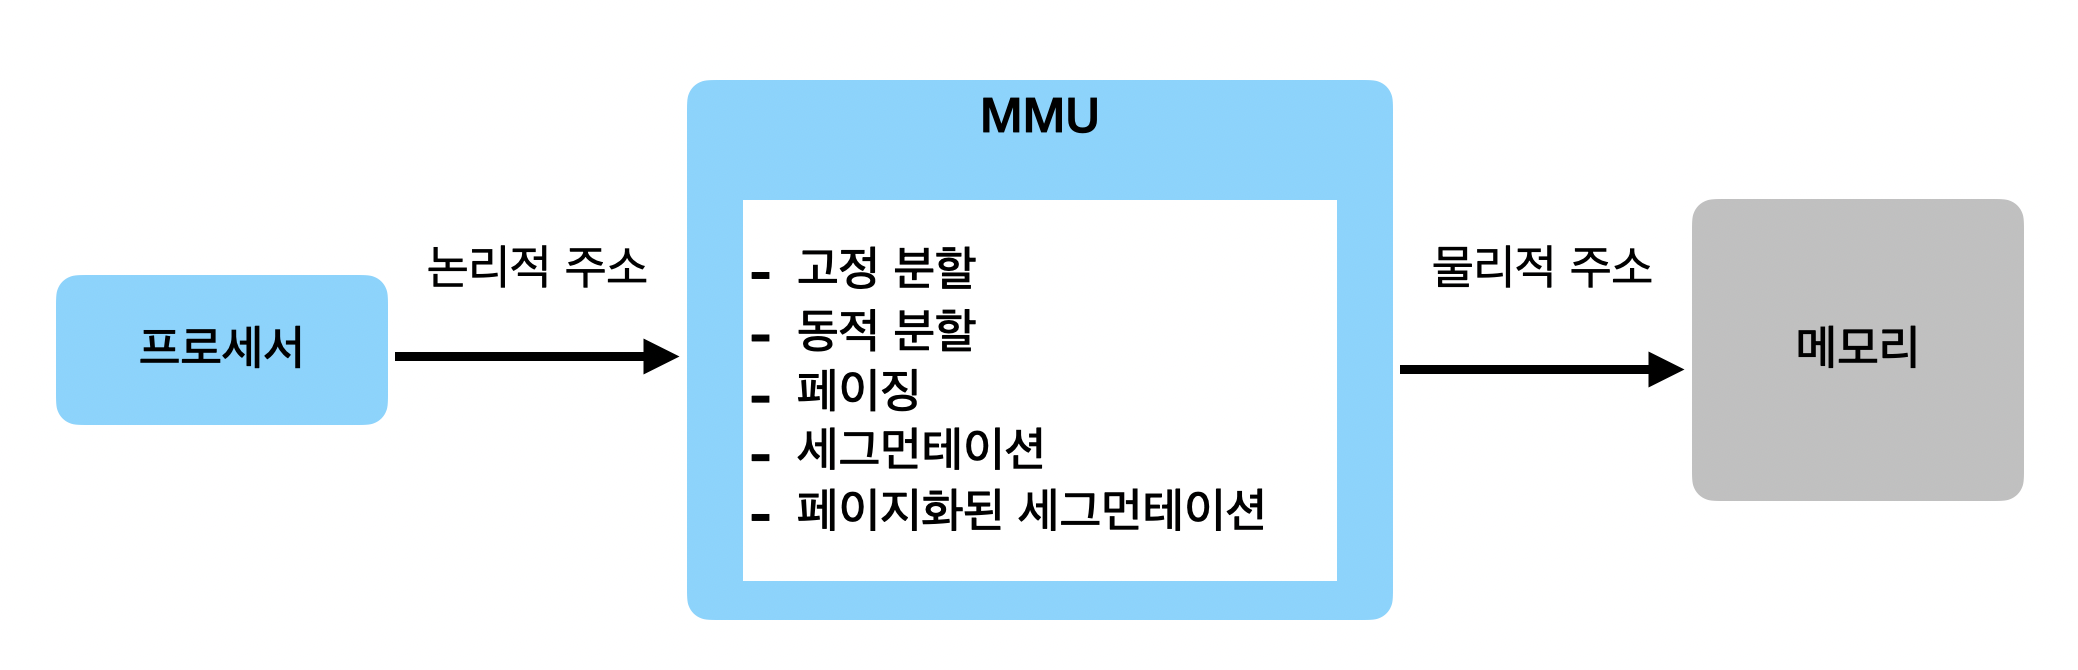 MMU
프로세서
논리적 주소
- 고정 분할
- 동적 분할
- 페이징
- 세그먼테이션
- 페이지화된 세그먼테이션
물리적 주소
메모리